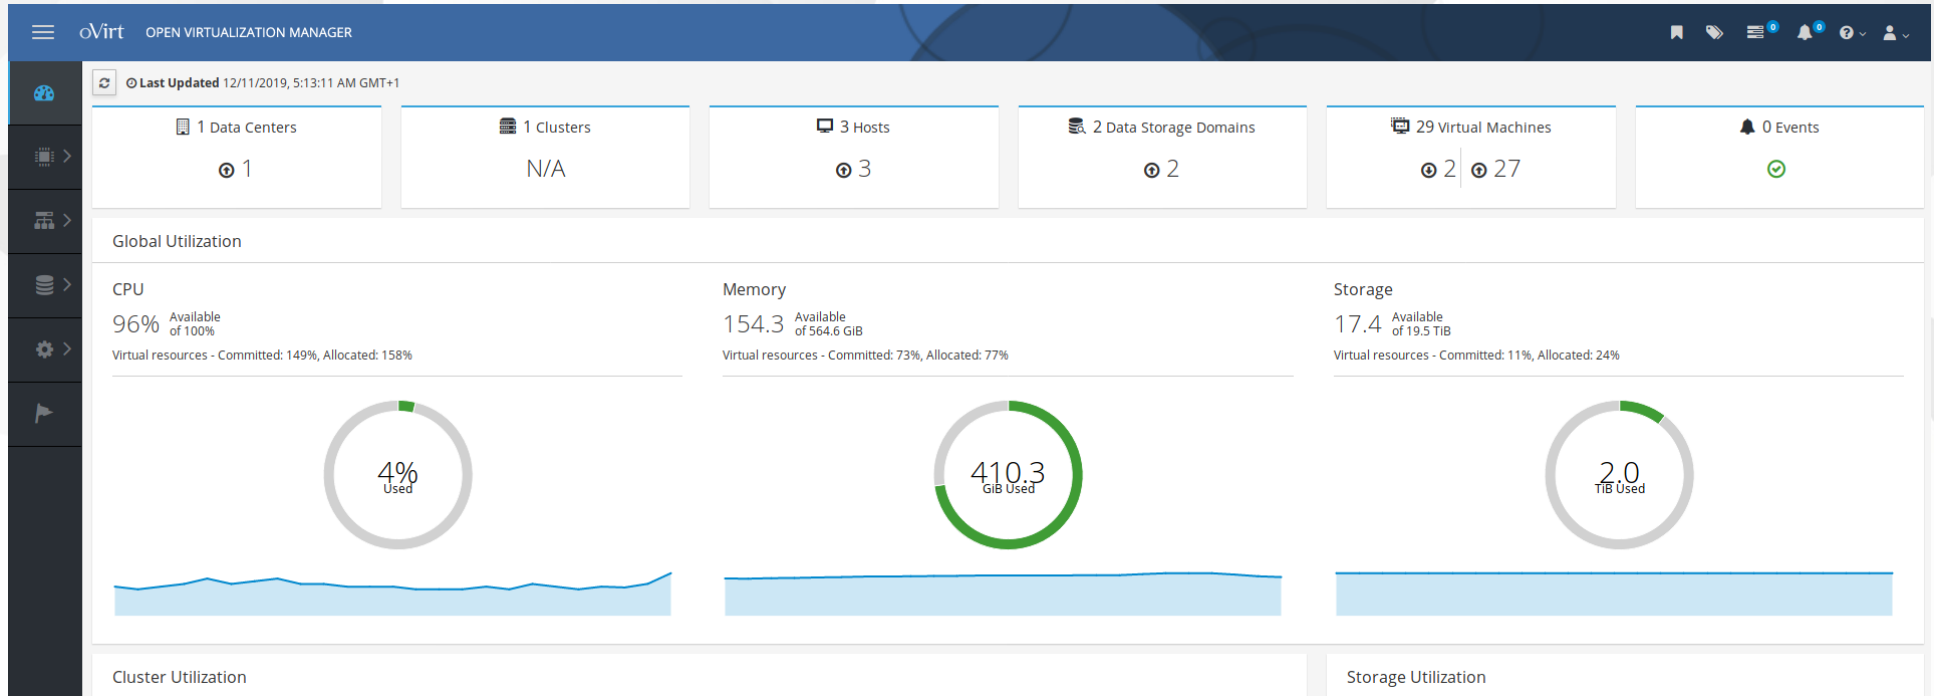 oVirt OPEN VIRTUALIZATION MANAGER
0 0
Last Updated 12/11/2019, 5:13:11 AM GMT+1
1 Data Centers
1
1 Clusters
N/A
3 Hosts
3
2 Data Storage Domains
2
29 Virtual Machines
2 27
0 Events
Global Utilization
CPU
96% Available
of 100%
Virtual resources - Committed: 149%, Allocated: 158%
4%
Used
Memory
154.3 Available
of 564.6 GiB
Virtual resources - Committed: 73%, Allocated: 77%
410.3
GiB Used
Storage
17.4 Available
of 19.5 TiB
Virtual resources - Committed: 11%, Allocated: 24%
2.0
TiB Used
Cluster Utilization
Storage Utilization